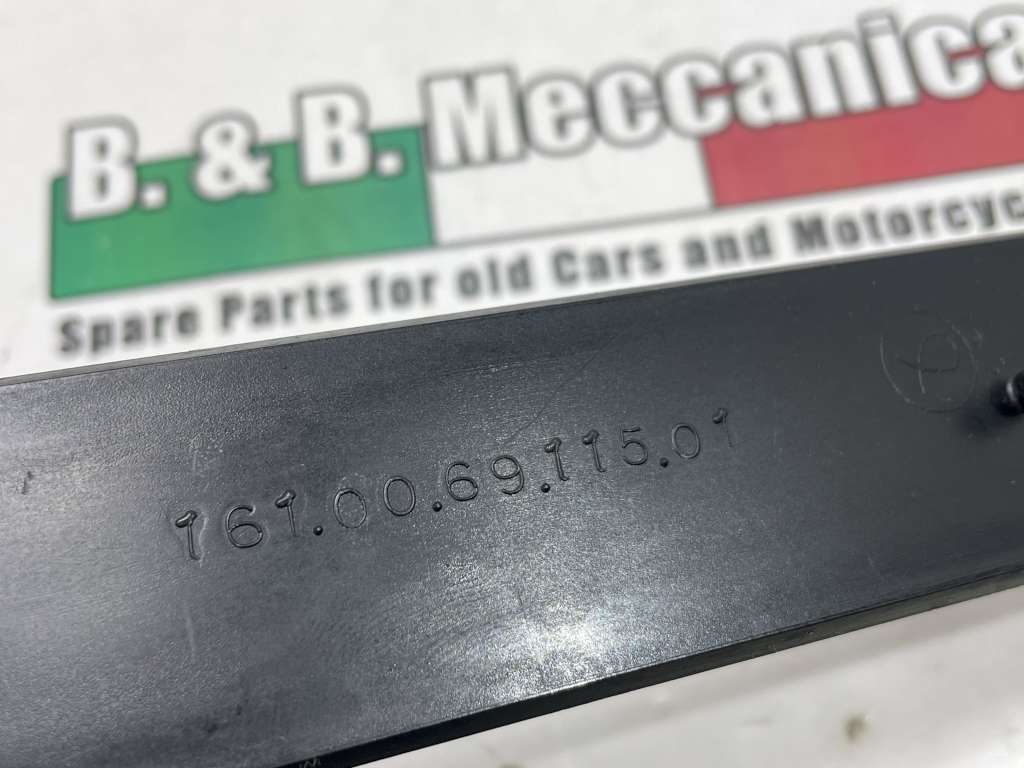 B. & B. Meccanica
Spare Parts for old Cars and Motorcyc
161.00.69.115.01